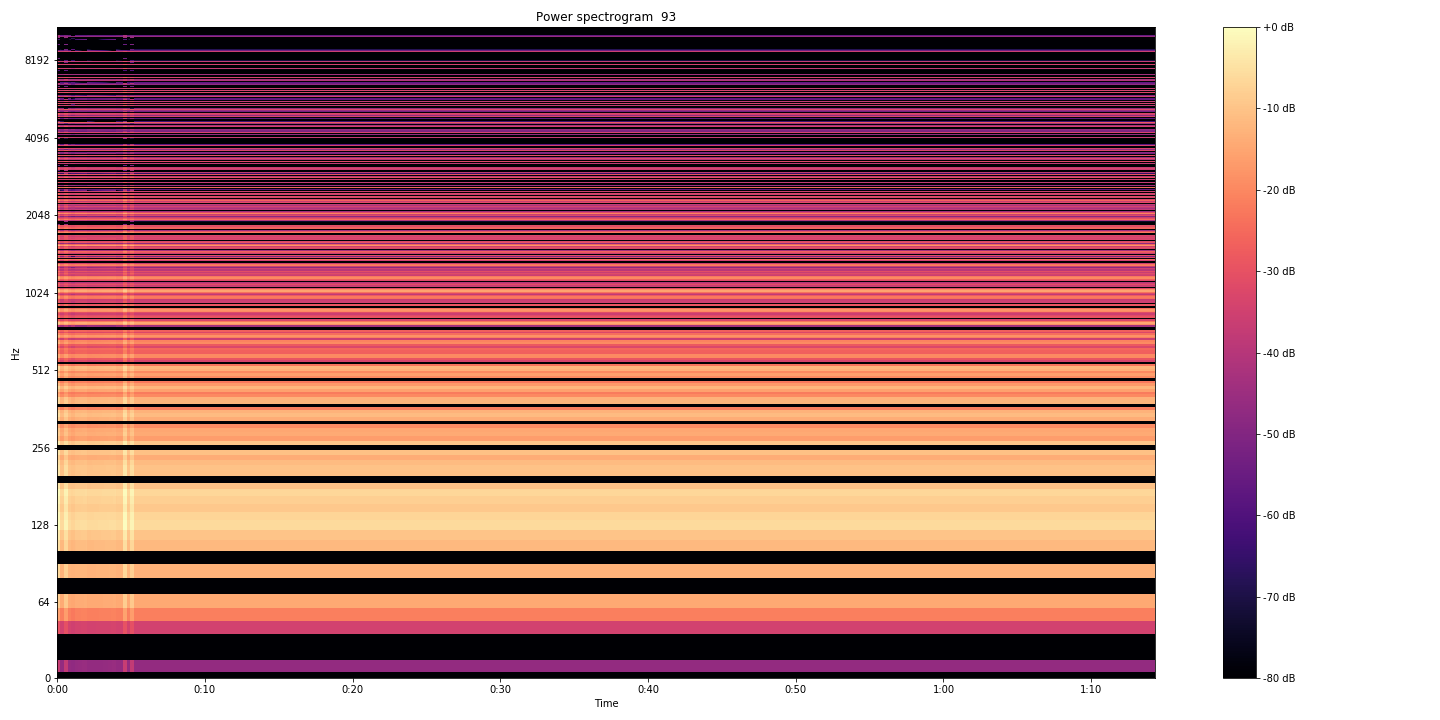 Power spectrogram  93
Hz
8192
4096
2048
1024
512
256
128
64
0
0:00 0:10 0:20 0:30 0:40 0:50 1:00 1:10
Time
+0 dB
-10 dB
-20 dB
-30 dB
-40 dB
-50 dB
-60 dB
-70 dB
-80 dB